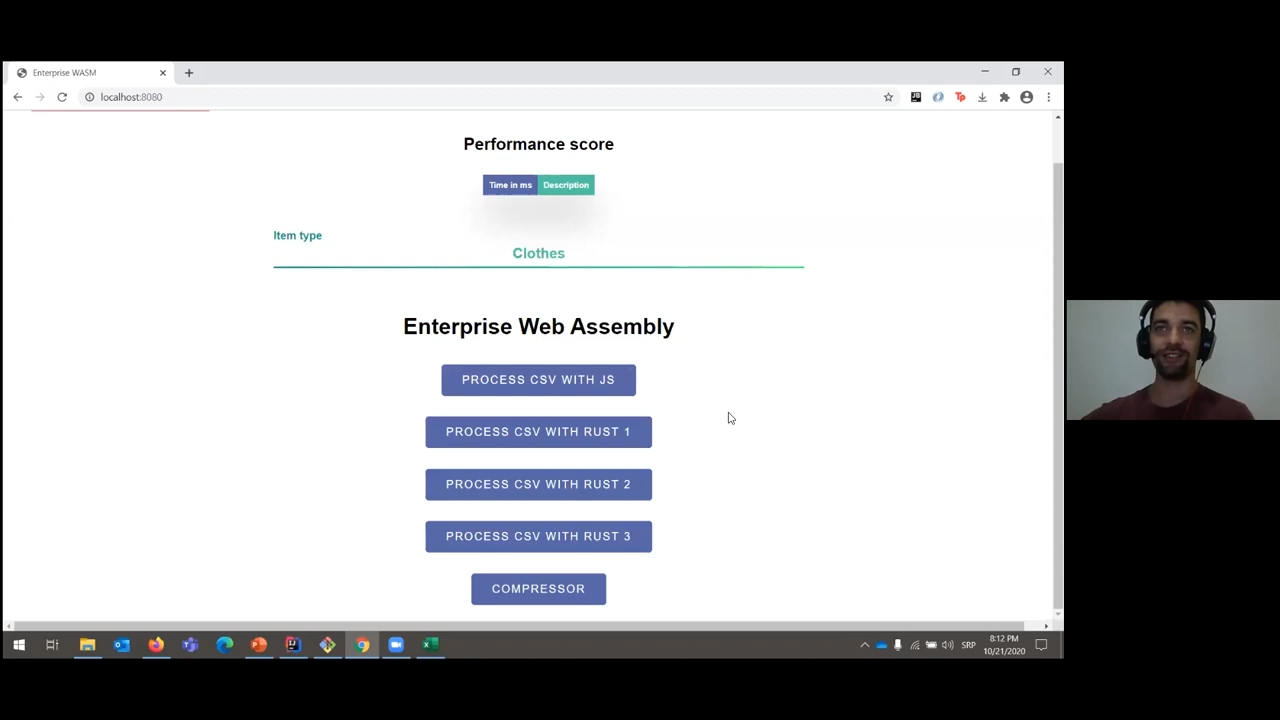 Enterprise WASM
localhost:8080
Performance score
Time in ms Description
Item type
Clothes
Enterprise Web Assembly
PROCESS CSV WITH JS
PROCESS CSV WITH RUST 1
PROCESS CSV WITH RUST 2
PROCESS CSV WITH RUST 3
COMPRESSOR
SRP
8:12 PM
10/21/2020